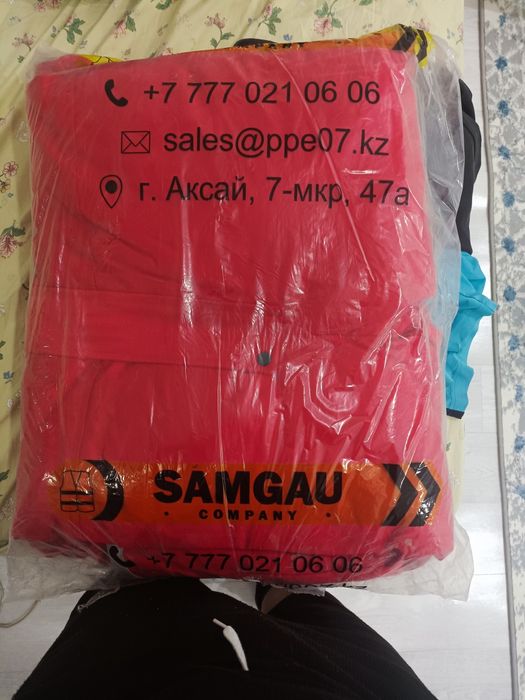 +7 777 021 06 06
sales@ppe07.kz
г. Аксай, 7-мкр, 47а
SAMGAU
· COMPANY ·
+7 777 021 06 06